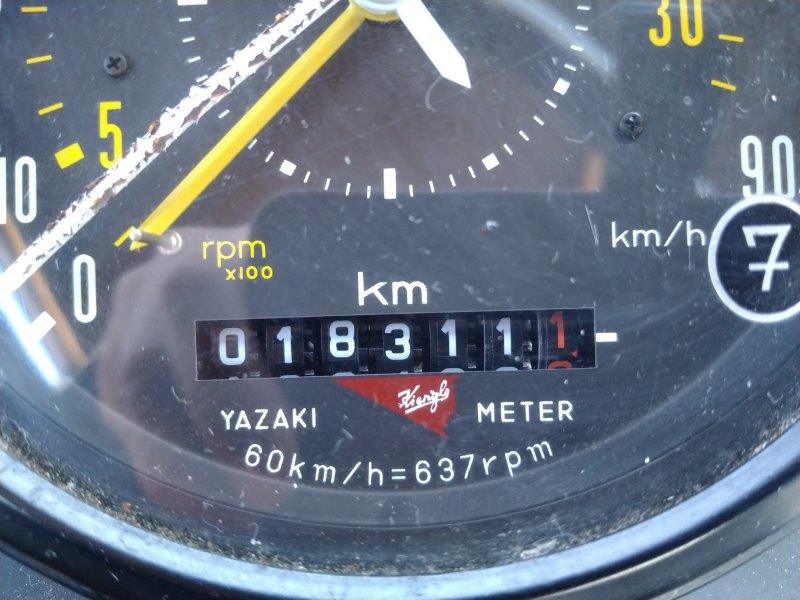 30
5
10
90
km/h
7
rpm
x100
0
km
0183111
Kienzle
YAZAKI METER
60km/h=637rpm